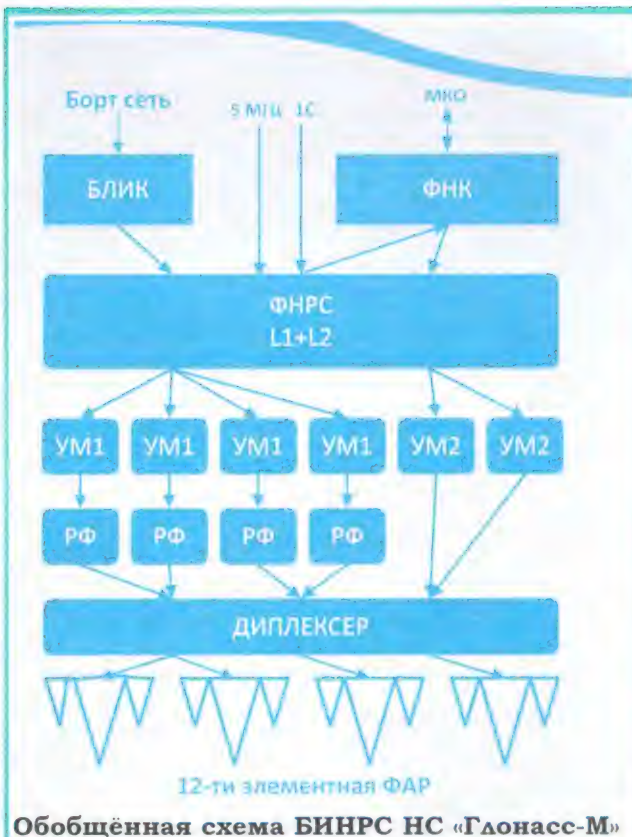 Борт сеть
5 МГц 1С
МКО
БЛИК
ФНК
ФНРС
L1+L2
УМ1 УМ1 УМ1 УМ1 УМ2 УМ2
РФ РФ РФ РФ
ДИПЛЕКСЕР
12-ти элементная ФАР
Обобщённая схема БИНРС НС «Глонасс-М»